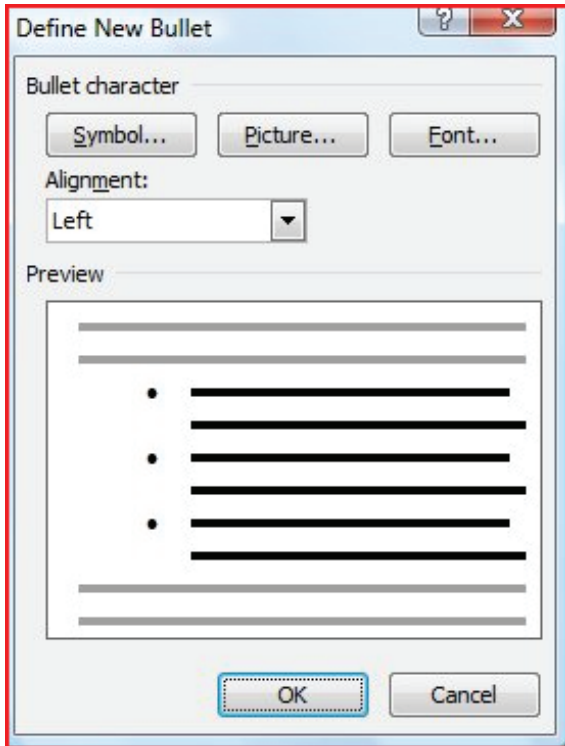 Define New Bullet
?
X
Bullet character
Symbol... Picture... Font...
Alignment:
Left
Preview
OK Cancel